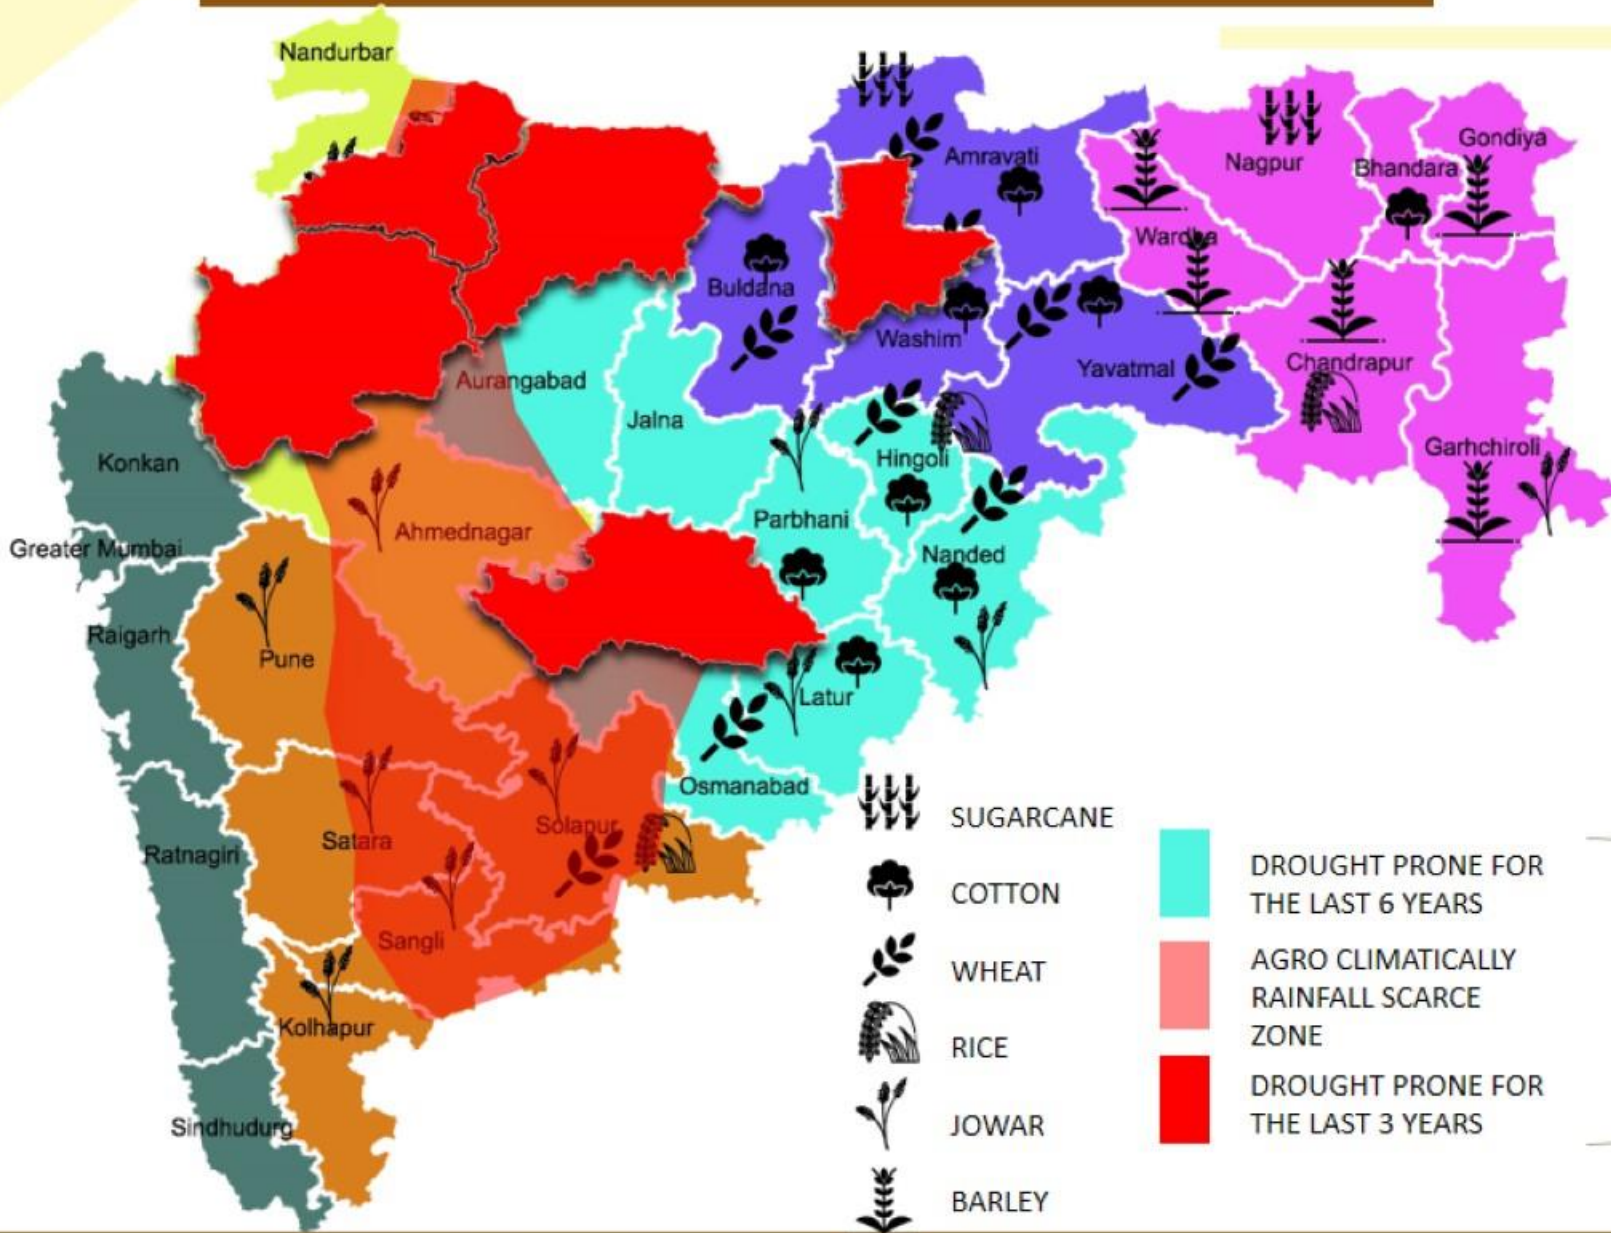 Nandurbar
Amravati
Nagpur
Bhandara
Gondiya
Wardha
Buldana
Washim
Yavatmal
Chandrapur
Aurangabad
Jalna
Hingoli
Garhchiroli
Konkan
Ahmednagar
Parbhani
Nanded
Greater Mumbai
Raigarh
Pune
Latur
Osmanabad
Satara
Solapur
Ratnagiri
Sangli
Kolhapur
Sindhudurg
SUGARCANE
COTTON
WHEAT
RICE
JOWAR
BARLEY
DROUGHT PRONE FOR
THE LAST 6 YEARS
AGRO CLIMATICALLY
RAINFALL SCARCE
ZONE
DROUGHT PRONE FOR
THE LAST 3 YEARS